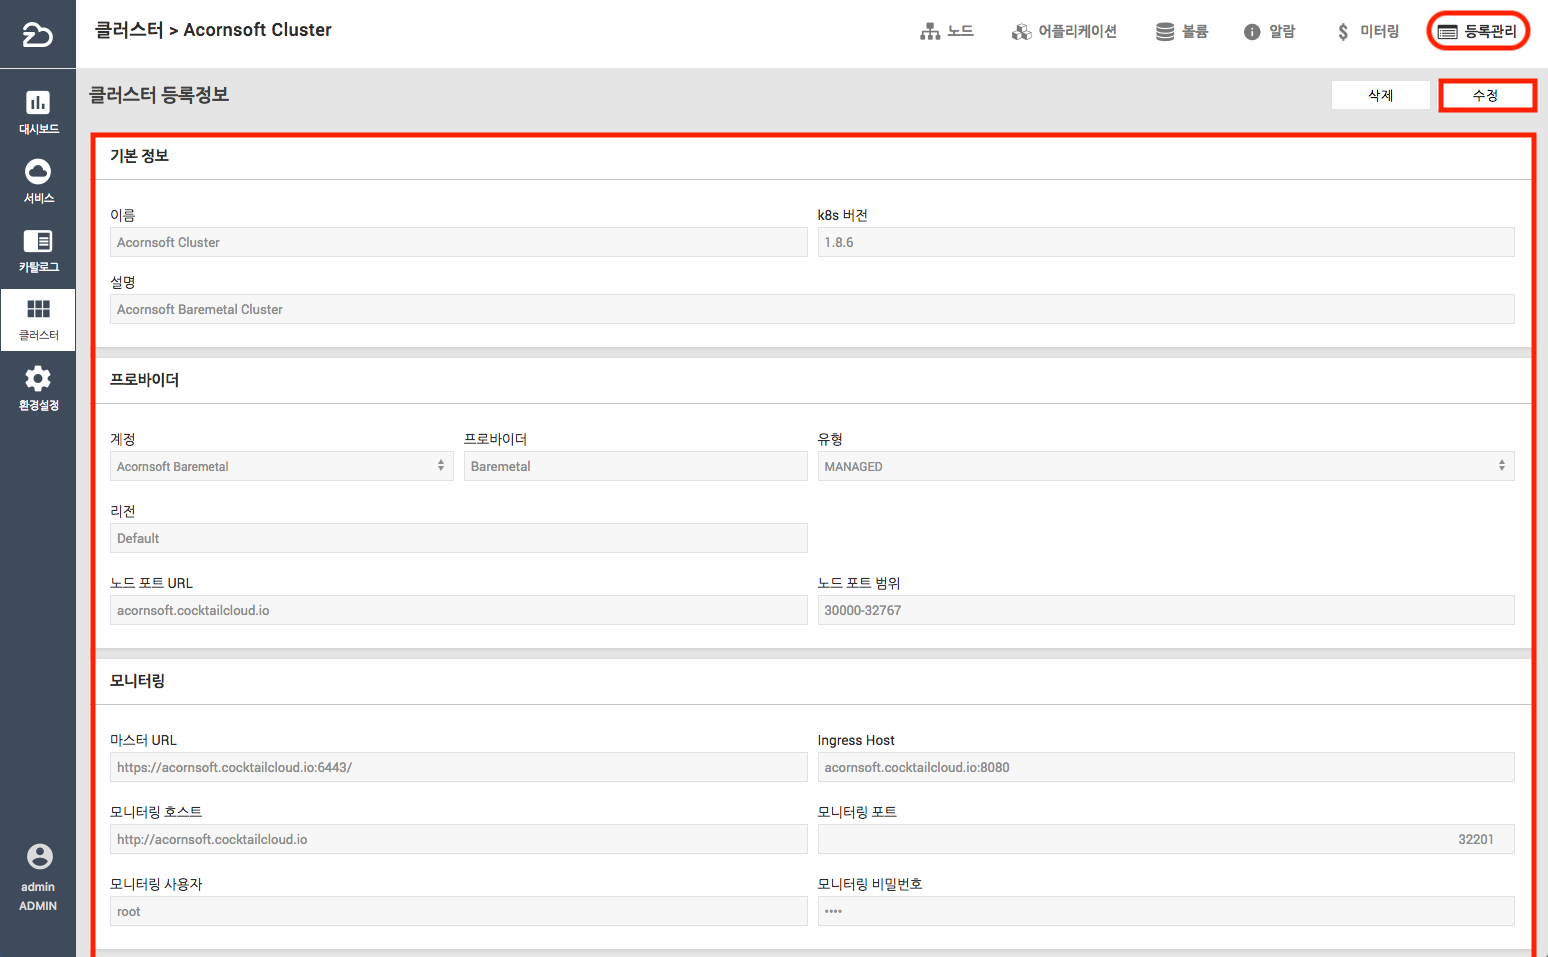 클러스터 > Acornsoft Cluster
노드
어플리케이션
볼륨
알람
미터링
등록관리
대시보드
서비스
카탈로그
클러스터
환경설정
admin
ADMIN
클러스터 등록정보
삭제
수정
기본 정보
이름
k8s 버전
Acornsoft Cluster
1.8.6
설명
Acornsoft Baremetal Cluster
프로바이더
계정
프로바이더
유형
Acornsoft Baremetal
Baremetal
MANAGED
리전
Default
노드 포트 URL
노드 포트 범위
acornsoft.cocktailcloud.io
30000-32767
모니터링
마스터 URL
Ingress Host
https://acornsoft.cocktailcloud.io:6443/
acornsoft.cocktailcloud.io:8080
모니터링 호스트
모니터링 포트
http://acornsoft.cocktailcloud.io
32201
모니터링 사용자
모니터링 비밀번호
root
••••